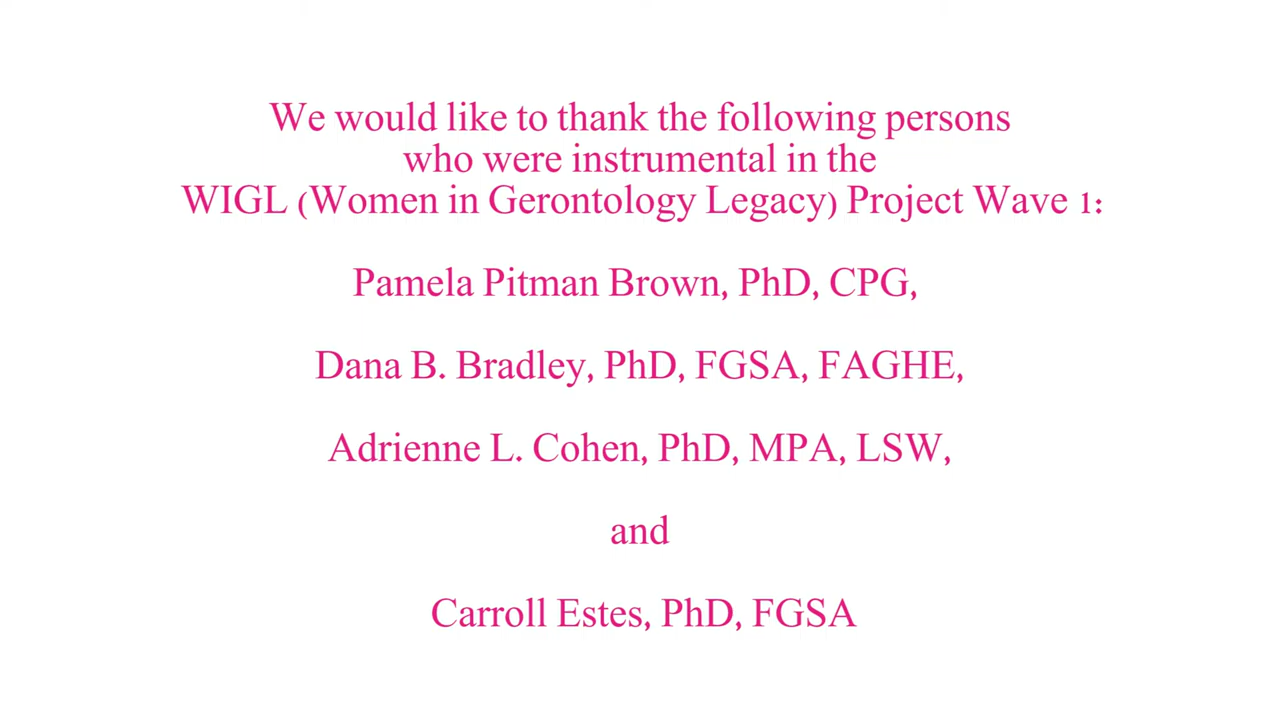 We would like to thank the following persons
who were instrumental in the
WIGL (Women in Gerontology Legacy) Project Wave 1:
Pamela Pitman Brown, PhD, CPG,
Dana B. Bradley, PhD, FGSA, FAGHE,
Adrienne L. Cohen, PhD, MPA, LSW,
and
Carroll Estes, PhD, FGSA